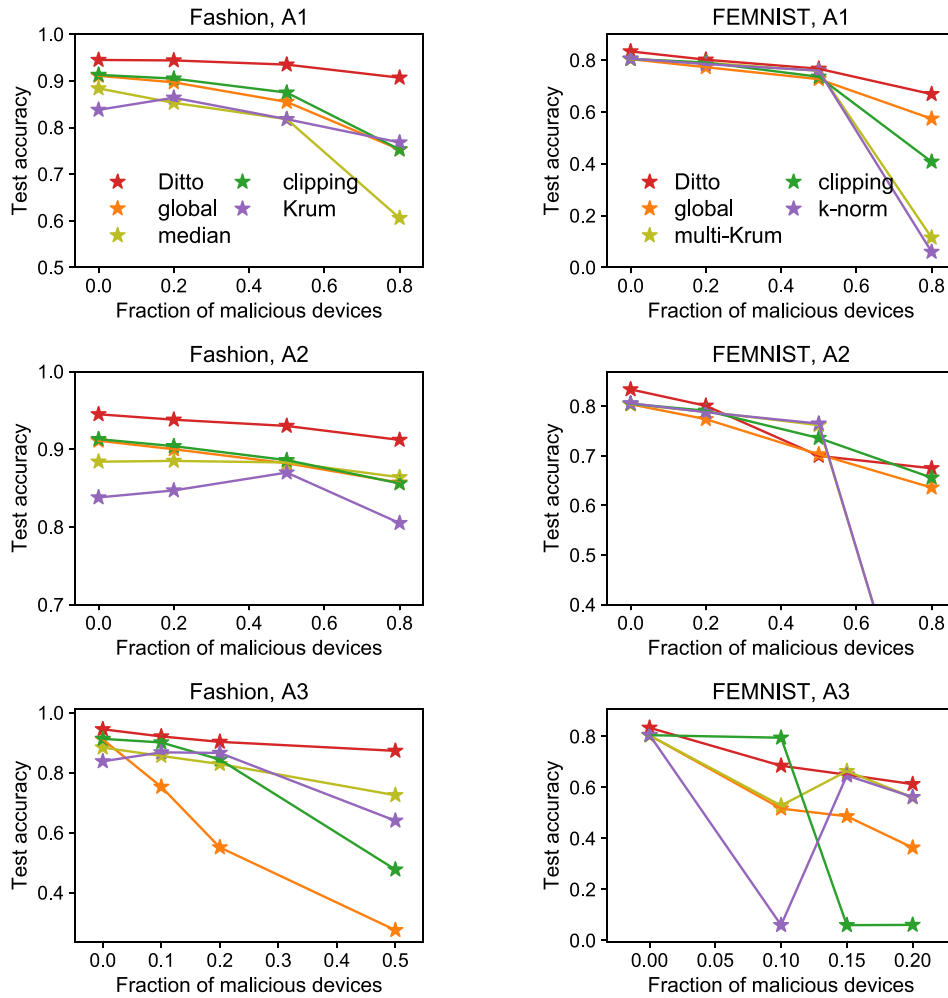 Fashion, A1
Test accuracy
1.0
0.9
0.8
0.7
0.6
0.5
Ditto
clipping
global
Krum
median
0.0 0.2 0.4 0.6 0.8
Fraction of malicious devices
FEMNIST, A1
Test accuracy
0.8
0.6
0.4
0.2
0.0
Ditto
clipping
global
k-norm
multi-Krum
0.0 0.2 0.4 0.6 0.8
Fraction of malicious devices
Fashion, A2
Test accuracy
1.0
0.9
0.8
0.7
0.0 0.2 0.4 0.6 0.8
Fraction of malicious devices
FEMNIST, A2
Test accuracy
0.8
0.7
0.6
0.5
0.4
0.0 0.2 0.4 0.6 0.8
Fraction of malicious devices
Fashion, A3
Test accuracy
1.0
0.8
0.6
0.4
0.0 0.1 0.2 0.3 0.4 0.5
Fraction of malicious devices
FEMNIST, A3
Test accuracy
0.8
0.6
0.4
0.2
0.0
0.00 0.05 0.10 0.15 0.20
Fraction of malicious devices